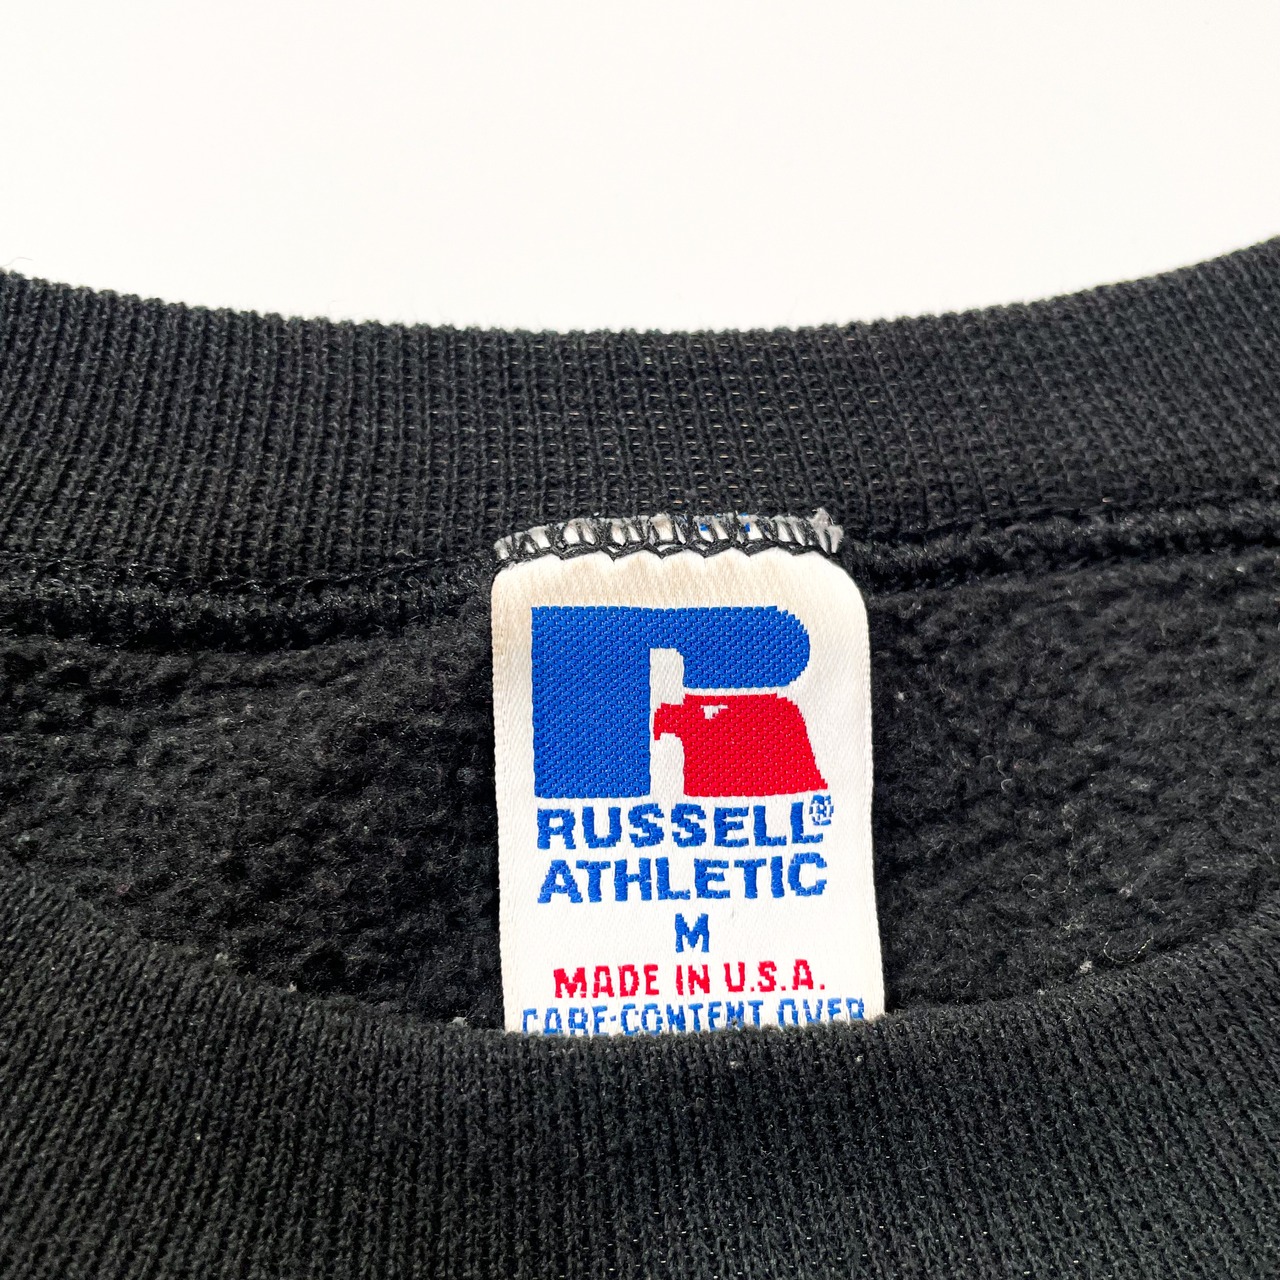 RUSSELL®
ATHLETIC
M
MADE IN U.S.A.
CARE·CONTENT OVER